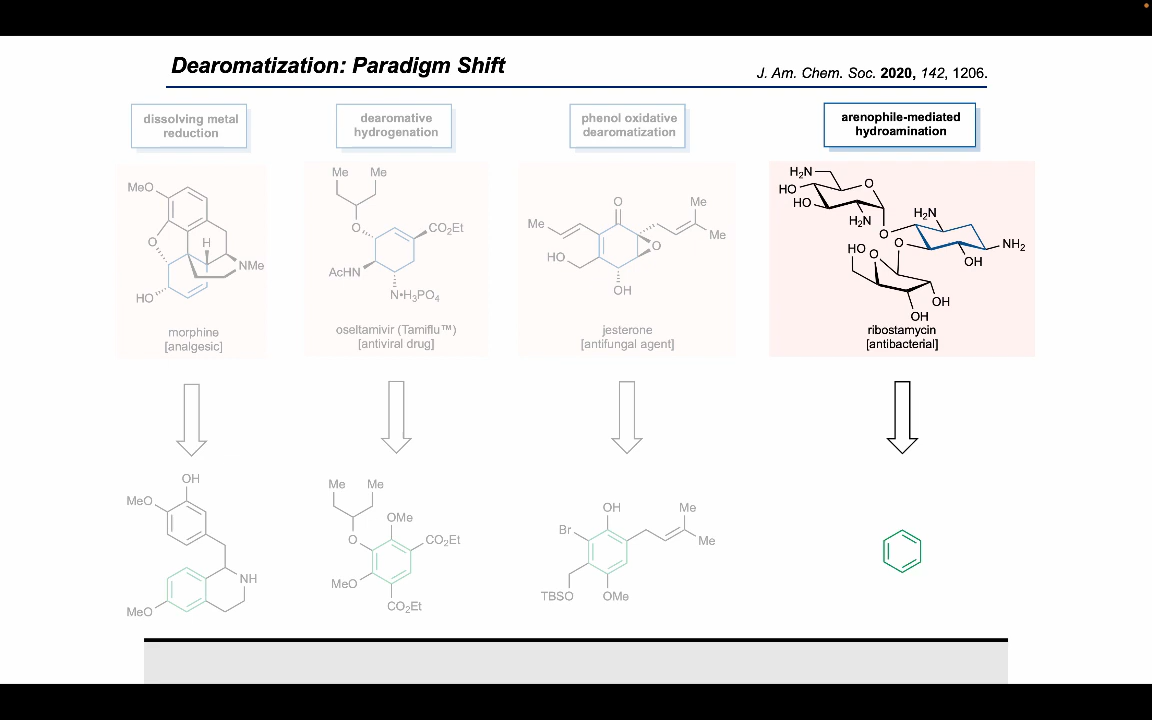 Dearomatization: Paradigm Shift
J. Am. Chem. Soc. 2020, 142, 1206.
dissolving metal
reduction
dearomative
hydrogenation
phenol oxidative
dearomatization
arenophile-mediated
hydroamination
MeO
O
H
NMe
HO
morphine
[analgesic]
Me Me
O
CO₂Et
AcHN
N•H₃PO₄
oseltamivir (Tamiflu™)
[antiviral drug]
O
Me
Me
Me
O
HO
OH
jesterone
[antifungal agent]
H₂N
O
HO
HO
H₂N
H₂N
O
O
NH₂
OH
HO
O
OH
OH
ribostamycin
[antibacterial]
OH
MeO
NH
MeO
Me Me
OMe
O
CO₂Et
MeO
CO₂Et
OH
Me
Br
Me
TBSO
OMe